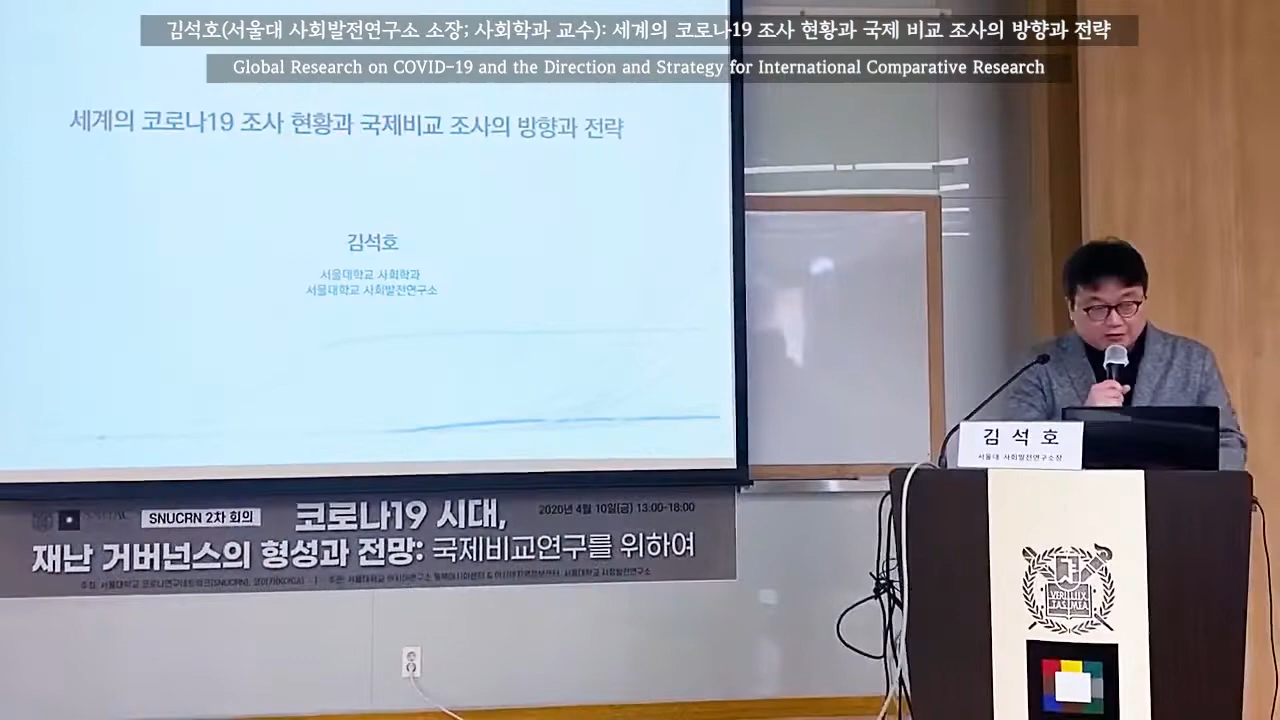 김석호(서울대 사회발전연구소 소장; 사회학과 교수): 세계의 코로나19 조사 현황과 국제 비교 조사의 방향과 전략
Global Research on COVID-19 and the Direction and Strategy for International Comparative Research
세계의 코로나19 조사 현황과 국제비교 조사의 방향과 전략
김석호
서울대학교 사회학과
서울대학교 사회발전연구소
김 석 호
서울대 사회발전연구소장
SNUCRN 2차 회의
코로나19 시대,
2020년 4월 10일(금) 13:00-18:00
재난 거버넌스의 형성과 전망: 국제비교연구를 위하여
VERI LUX
TAS MEA